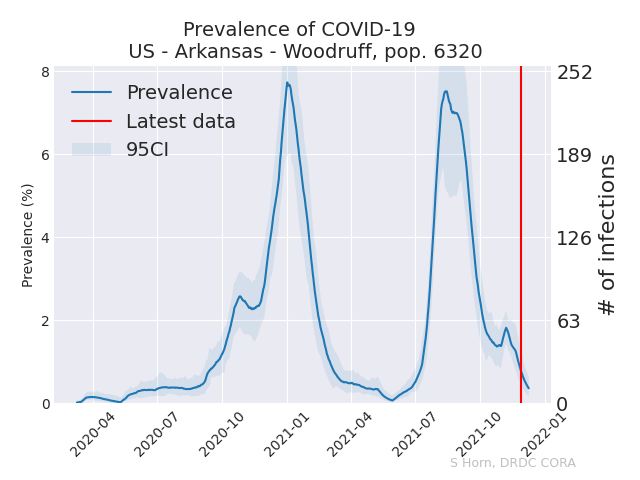 Prevalence of COVID-19
US - Arkansas - Woodruff, pop. 6320
Prevalence
Latest data
95CI
Prevalence (%)
8
6
4
2
0
252
189
126
63
0
# of infections
2020-04
2020-07
2020-10
2021-01
2021-04
2021-07
2021-10
2022-01
S Horn, DRDC CORA